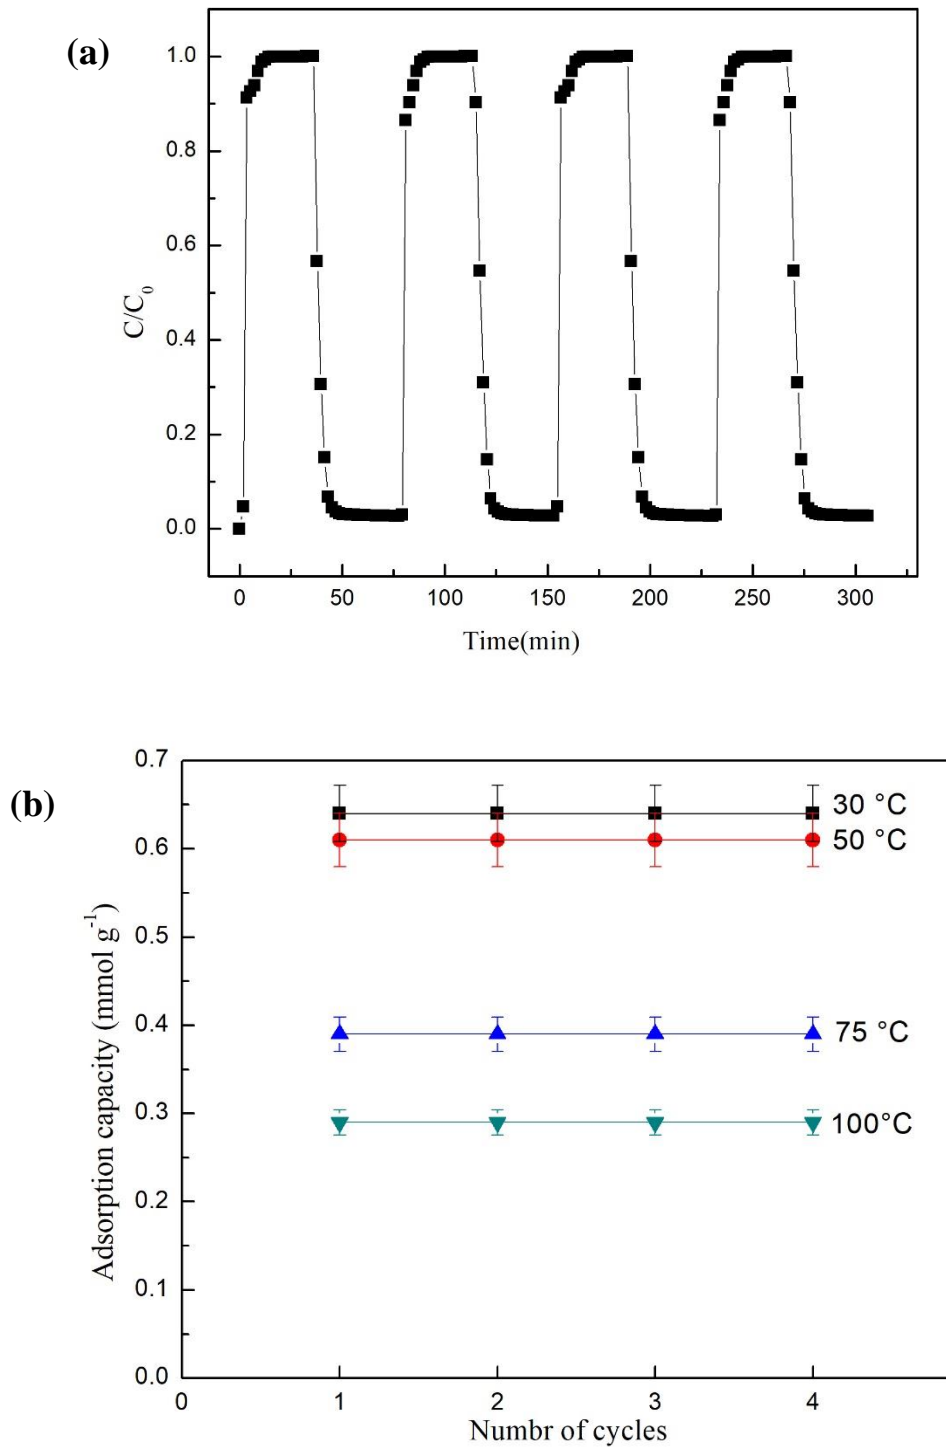 (a)
1.0
0.8
0.6
0.4
0.2
0.0
C/C₀
0 50 100 150 200 250 300
Time(min)
(b)
0.7
0.6
0.5
0.4
0.3
0.2
0.1
0.0
Adsorption capacity (mmol g⁻¹)
30 °C
50 °C
75 °C
100°C
0 1 2 3 4
Numbr of cycles